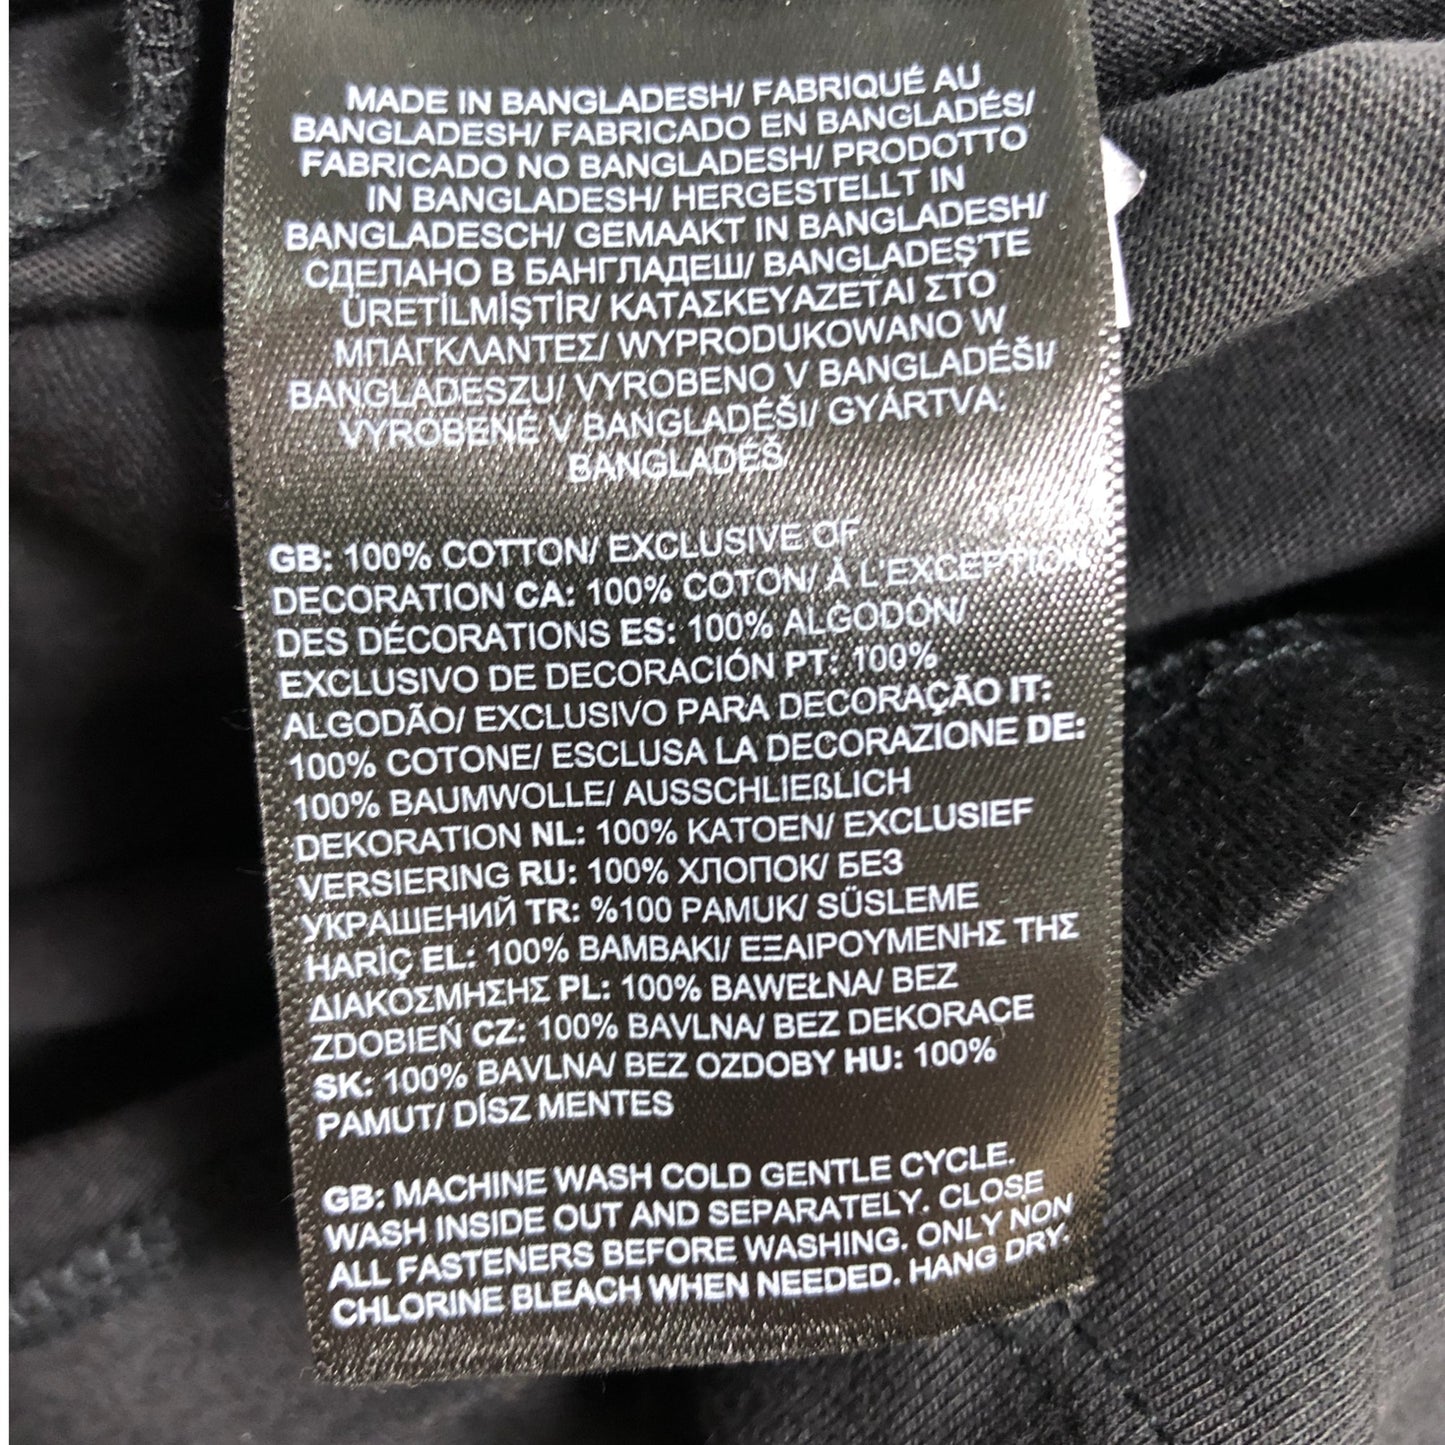 MADE IN BANGLADESH/ FABRIQUÉ AU
BANGLADESH/ FABRICADO EN BANGLADÉS/
FABRICADO NO BANGLADESH/ PRODOTTO
IN BANGLADESH/ HERGESTELLT IN
BANGLADESCH/ GEMAAKT IN BANGLADESH/
СДЕЛАНО В БАНГЛАДЕШ/ BANGLADEŞ'TE
ÜRETİLMİŞTİR/ ΚΑΤΑΣΚΕΥΑΖΕΤΑΙ ΣΤΟ
ΜΠΑΓΚΛΑΝΤΕΣ/ WYPRODUKOWANO W
BANGLADESZU/ VYROBENO V BANGLADÉŠI/
VYROBENÉ V BANGLADÉŠI/ GYÁRTVA:
BANGLADÉS
GB: 100% COTTON/ EXCLUSIVE OF
DECORATION CA: 100% COTON/ À L'EXCEPTION
DES DÉCORATIONS ES: 100% ALGODÓN/
EXCLUSIVO DE DECORACIÓN PT: 100%
ALGODÃO/ EXCLUSIVO PARA DECORAÇÃO IT:
100% COTONE/ ESCLUSA LA DECORAZIONE DE:
100% BAUMWOLLE/ AUSSCHLIEßLICH
DEKORATION NL: 100% KATOEN/ EXCLUSIEF
VERSIERING RU: 100% ХЛОПОК/ БЕЗ
УКРАШЕНИЙ TR: %100 PAMUK/ SÜSLEME
HARİÇ EL: 100% ΒΑΜΒΑΚΙ/ ΕΞΑΙΡΟΥΜΕΝΗΣ ΤΗΣ
ΔΙΑΚΟΣΜΗΣΗΣ PL: 100% BAWEŁNA/ BEZ
ZDOBIEŃ CZ: 100% BAVLNA/ BEZ DEKORACE
SK: 100% BAVLNA/ BEZ OZDOBY HU: 100%
PAMUT/ DÍSZ MENTES
GB: MACHINE WASH COLD GENTLE CYCLE.
WASH INSIDE OUT AND SEPARATELY. CLOSE
ALL FASTENERS BEFORE WASHING. ONLY NON
CHLORINE BLEACH WHEN NEEDED. HANG DRY.